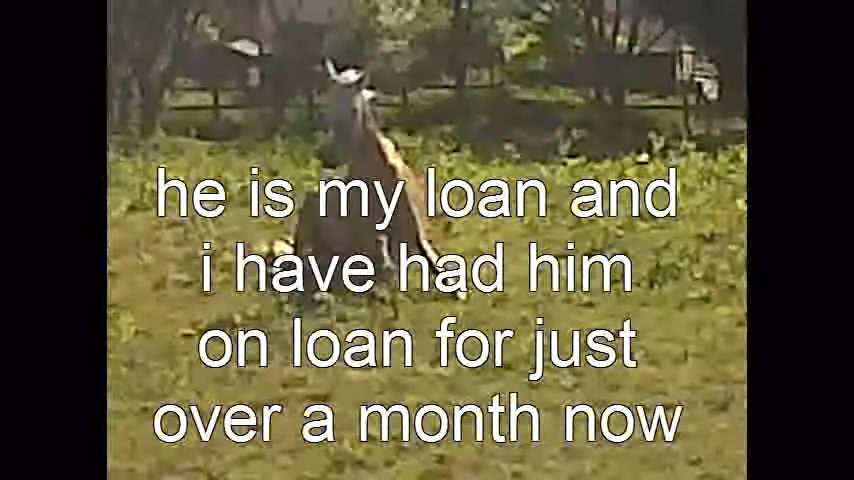 he is my loan and
i have had him
on loan for just
over a month now